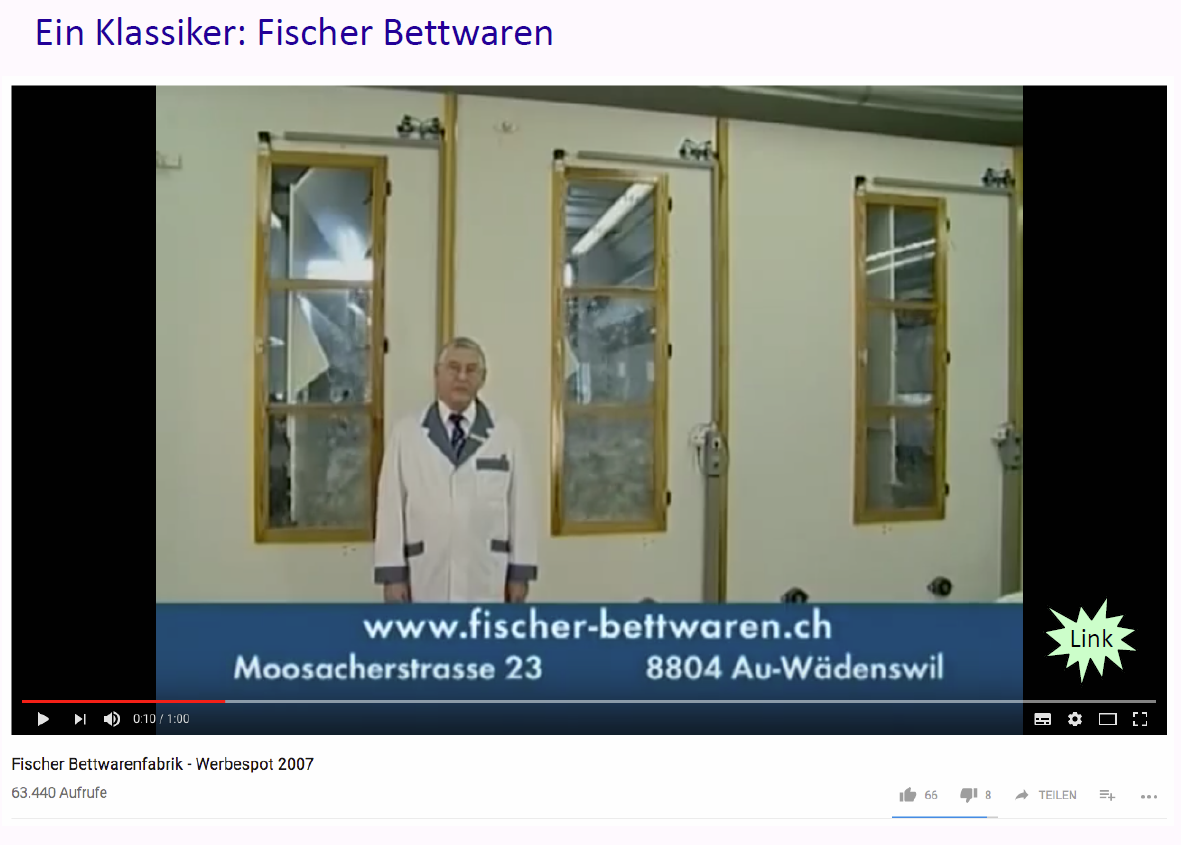 Ein Klassiker: Fischer Bettwaren
www.fischer-bettwaren.ch
Moosacherstrasse 23 8804 Au-Wädenswil
Link
0:10 / 1:00
Fischer Bettwarenfabrik - Werbespot 2007
63.440 Aufrufe
66 8 TEILEN